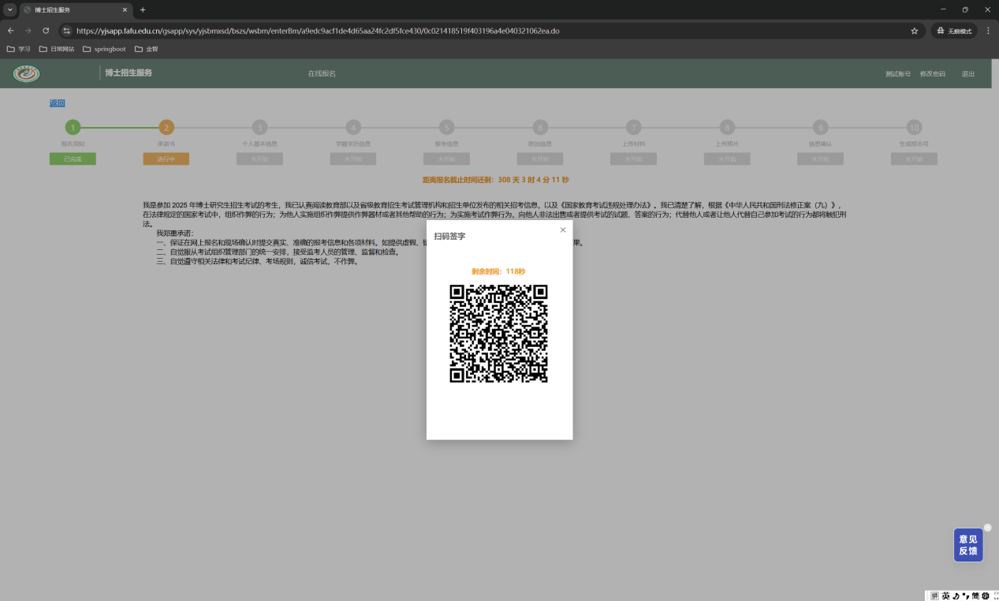 博士招生服务
https://yjsapp.fafu.edu.cn/gsapp/sys/yjsbmxsd/bszs/wsbm/enterBm/a9edc9acf1de4d65aa24fc2df5fce430/0c021418519f403196a4e040321062ea.do
无痕模式
学习
日常网站
springboot
金智
博士招生服务
在线报名
测试账号
修改密码
退出
返回
1 2 3 4 5 6 7 8 9 10
报名须知 承诺书 个人基本信息 学籍学历信息 报考信息 附加信息 上传材料 上传照片 信息确认 生成报名号
已完成 进行中 未开始 未开始 未开始 未开始 未开始 未开始 未开始 未开始
距离报名截止时间还剩：308 天 3 时 4 分 11 秒
我是参加 2025 年博士研究生招生考试的考生，我已认真阅读教育部以及省级教育招生考试管理机构和招生单位发布的相关招考信息，以及《国家教育考试违规处理办法》。我已清楚了解，根据《中华人民共和国刑法修正案（九）》，
在法律规定的国家考试中，组织作弊的行为；为他人实施组织作弊提供作弊器材或者其他帮助的行为；为实施考试作弊行为，向他人非法出售或者提供考试的试题、答案的行为；代替他人或者让他人代替自己参加考试的行为都将触犯刑
法。
我郑重承诺：
一、保证在网上报名和现场确认时提交真实、准确的报考信息和各项材料。如提供虚假、 果。
二、自觉服从考试组织管理部门的统一安排，接受监考人员的管理、监督和检查。
三、自觉遵守相关法律和考试纪律、考场规则，诚信考试，不作弊。
扫码签字
×
剩余时间：118秒
意见
反馈
拼 英 简